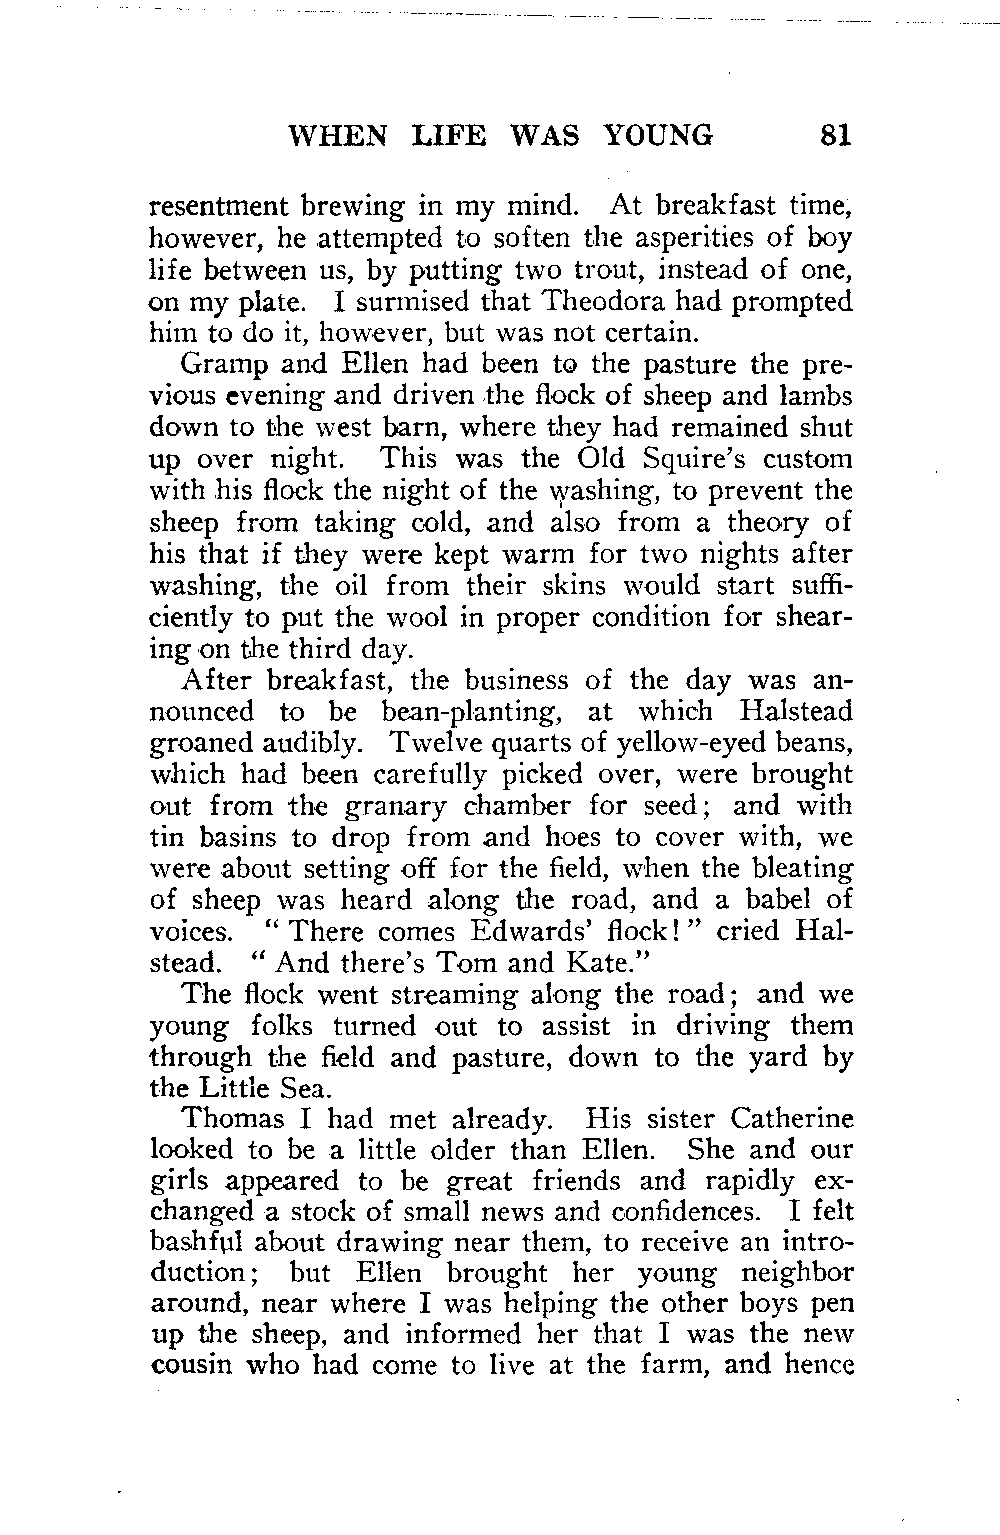 WHEN LIFE WAS YOUNG 81
resentment brewing in my mind. At breakfast time,
however, he attempted to soften the asperities of boy
life between us, by putting two trout, instead of one,
on my plate. I surmised that Theodora had prompted
him to do it, however, but was not certain.
Gramp and Ellen had been to the pasture the pre-
vious evening and driven the flock of sheep and lambs
down to the west barn, where they had remained shut
up over night. This was the Old Squire's custom
with his flock the night of the washing, to prevent the
sheep from taking cold, and also from a theory of
his that if they were kept warm for two nights after
washing, the oil from their skins would start suffi-
ciently to put the wool in proper condition for shear-
ing on the third day.
After breakfast, the business of the day was an-
nounced to be bean-planting, at which Halstead
groaned audibly. Twelve quarts of yellow-eyed beans,
which had been carefully picked over, were brought
out from the granary chamber for seed; and with
tin basins to drop from and hoes to cover with, we
were about setting off for the field, when the bleating
of sheep was heard along the road, and a babel of
voices. " There comes Edwards' flock! " cried Hal-
stead. " And there's Tom and Kate."
The flock went streaming along the road; and we
young folks turned out to assist in driving them
through the field and pasture, down to the yard by
the Little Sea.
Thomas I had met already. His sister Catherine
looked to be a little older than Ellen. She and our
girls appeared to be great friends and rapidly ex-
changed a stock of small news and confidences. I felt
bashful about drawing near them, to receive an intro-
duction; but Ellen brought her young neighbor
around, near where I was helping the other boys pen
up the sheep, and informed her that I was the new
cousin who had come to live at the farm, and hence